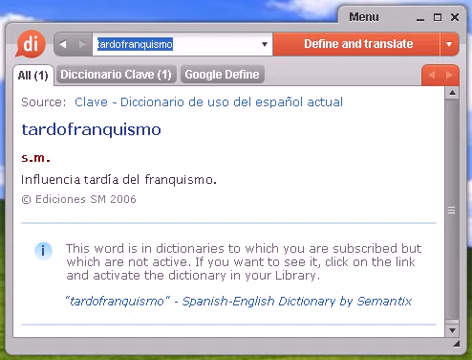 Menu
di
tardofranquismo
Define and translate
All (1)
Diccionario Clave (1)
Google Define
Source: Clave - Diccionario de uso del español actual
tardofranquismo
s.m.
Influencia tardía del franquismo.
© Ediciones SM 2006
i
This word is in dictionaries to which you are subscribed but
which are not active. If you want to see it, click on the link
and activate the dictionary in your Library.
"tardofranquismo" - Spanish-English Dictionary by Semantix